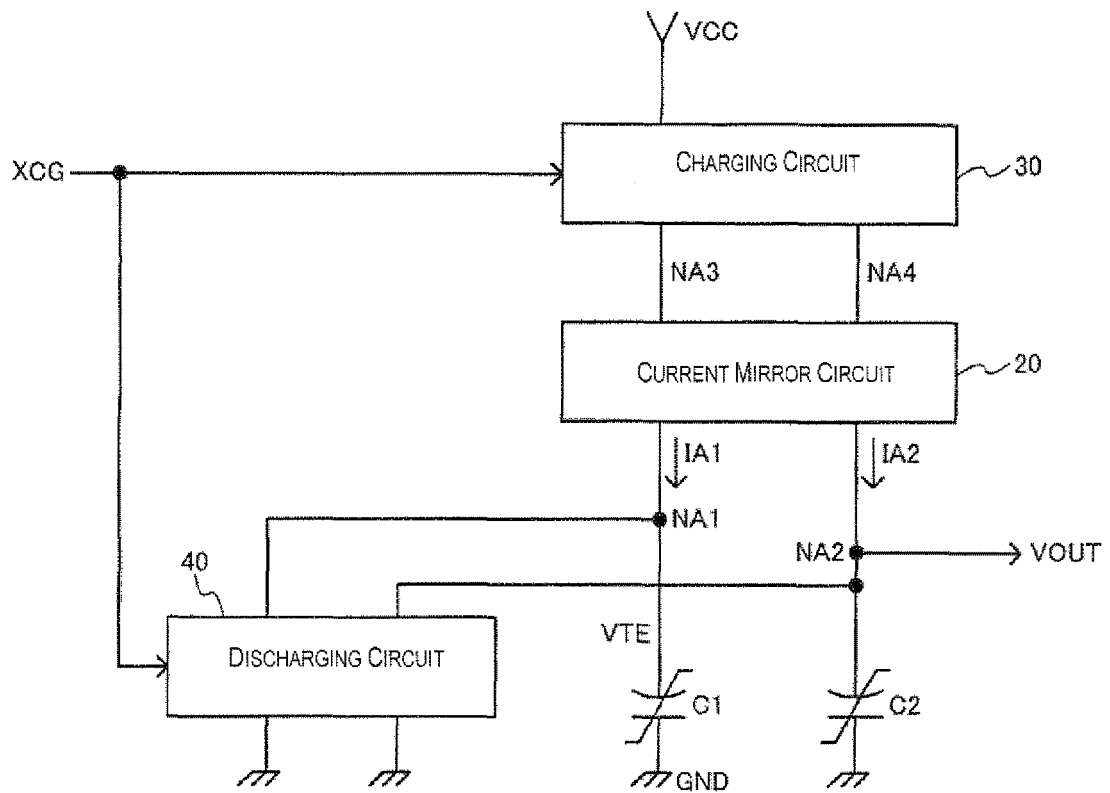 VCC
XCG
CHARGING CIRCUIT
30
NA3
NA4
CURRENT MIRROR CIRCUIT
20
IA1
IA2
NA1
NA2
VOUT
40
DISCHARGING CIRCUIT
VTE
C1
C2
GND